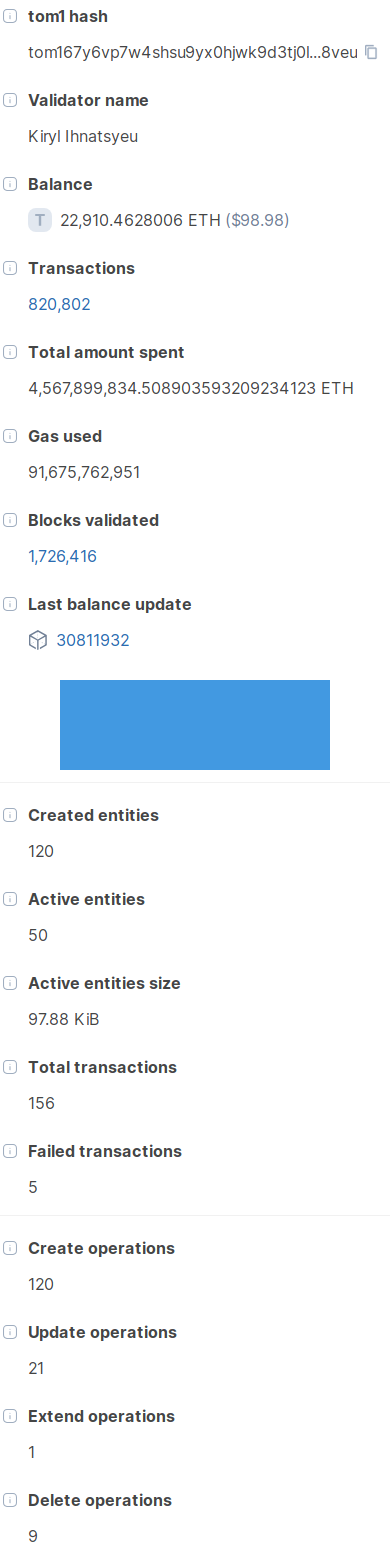 tom1 hash
tom167y6vp7w4shsu9yx0hjwk9d3tj0l...8veu
Validator name
Kiryl Ihnatsyeu
Balance
T 22,910.4628006 ETH ($98.98)
Transactions
820,802
Total amount spent
4,567,899,834.508903593209234123 ETH
Gas used
91,675,762,951
Blocks validated
1,726,416
Last balance update
30811932
Created entities
120
Active entities
50
Active entities size
97.88 KiB
Total transactions
156
Failed transactions
5
Create operations
120
Update operations
21
Extend operations
1
Delete operations
9